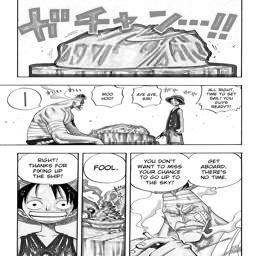 ガチャン…!!
ALL RIGHT,
TIME TO SET
SAIL! YOU
GUYS
READY?!
AYE AYE,
SIR!
WOO
HOO!
RIGHT!
THANKS FOR
FIXING UP
THE SHIP!
FOOL.
YOU DON'T
WANT TO MISS
YOUR CHANCE
TO GO UP TO
THE SKY!
GET
ABOARD.
THERE'S
NO TIME.